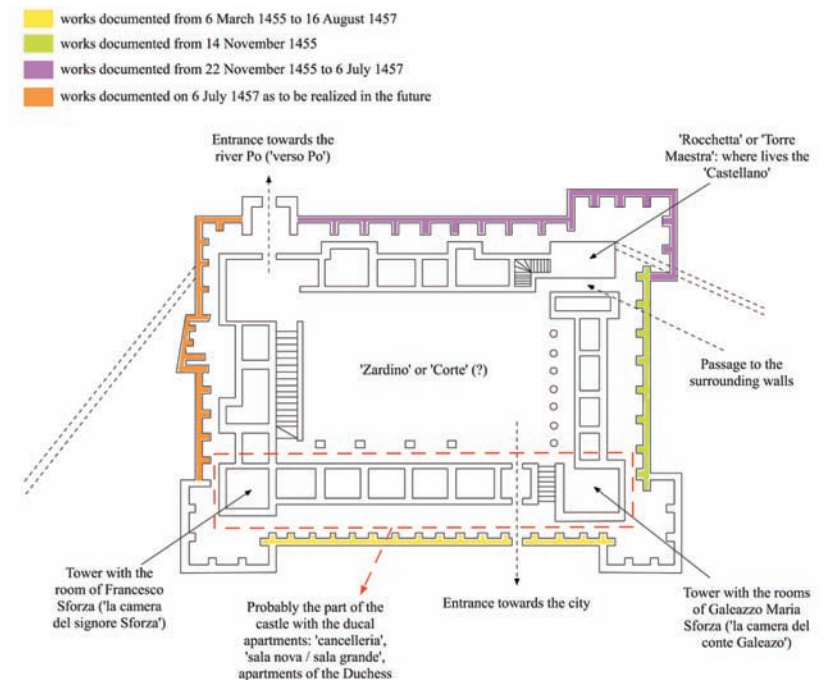 works documented from 6 March 1455 to 16 August 1457
works documented from 14 November 1455
works documented from 22 November 1455 to 6 July 1457
works documented on 6 July 1457 as to be realized in the future
Entrance towards the
river Po ('verso Po')
'Rocchetta' or 'Torre
Maestra': where lives the
'Castellano'
'Zardino' or 'Corte' (?)
Passage to the
surrounding walls
Tower with the
room of Francesco
Sforza ('la camera
del signore Sforza')
Probably the part of the
castle with the ducal
apartments: 'cancelleria',
'sala nova / sala grande',
apartments of the Duchess
Entrance towards the city
Tower with the rooms
of Galeazzo Maria
Sforza ('la camera del
conte Galeazo')